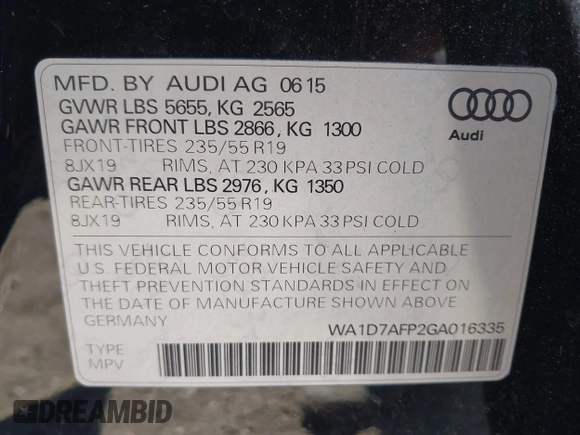 MFD. BY AUDI AG 06 15
GVWR LBS 5655, KG 2565
GAWR FRONT LBS 2866, KG 1300
FRONT-TIRES 235/55 R19
8JX19 RIMS, AT 230 KPA 33 PSI COLD
GAWR REAR LBS 2976, KG 1350
REAR-TIRES 235/55 R19
8JX19 RIMS, AT 230 KPA 33 PSI COLD
Audi
THIS VEHICLE CONFORMS TO ALL APPLICABLE
U.S. FEDERAL MOTOR VEHICLE SAFETY AND
THEFT PREVENTION STANDARDS IN EFFECT ON
THE DATE OF MANUFACTURE SHOWN ABOVE
GERMANY
WA1D7AFP2GA016335
TYPE
MPV
DREAMBID